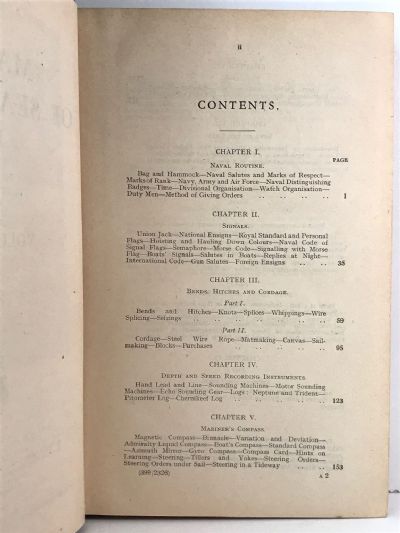 MA
OF SEA
ii
CONTENTS.
CHAPTER I.
NAVAL ROUTINE.
PAGE
Bag and Hammock—Naval Salutes and Marks of Respect—
Marks of Rank—Navy, Army and Air Force—Naval Distinguishing
Badges—Time—Divisional Organisation—Watch Organisation—
Duty Men—Method of Giving Orders .. .. .. .. 1
CHAPTER II.
SIGNALS.
Union Jack—National Ensigns—Royal Standard and Personal
Flags—Hoisting and Hauling Down Colours—Naval Code of
Signal Flags—Semaphore—Morse Code—Signalling with Morse
Flag—Boats' Signals—Salutes in Boats—Replies at Night—
International Code—Gun Salutes—Foreign Ensigns .. .. 35
CHAPTER III.
BENDS, HITCHES AND CORDAGE.
Part I.
Bends and Hitches—Knots—Splices—Whippings—Wire
Splicing—Seizings .. .. .. .. .. .. 59
Part II.
Cordage—Steel Wire Rope—Matmaking—Canvas—Sail-
making—Blocks—Purchases .. .. .. .. 95
CHAPTER IV.
DEPTH AND SPEED RECORDING INSTRUMENTS
Hand Lead and Line—Sounding Machines—Motor Sounding
Machines—Echo Sounding Gear—Logs: Neptune and Trident—
Pitometer Log—Chernikeef Log .. .. .. .. 123
CHAPTER V.
MARINER'S COMPASS.
Magnetic Compass—Binnacle—Variation and Deviation—
Admiralty Liquid Compass—Boat's Compass—Standard Compass
—Azimuth Mirror—Gyro Compass—Compass Card—Hints on
Learning—Steering—Tillers and Yokes—Steering Orders—
Steering Orders under Sail—Steering in a Tideway .. .. 153
(899/2326) A 2